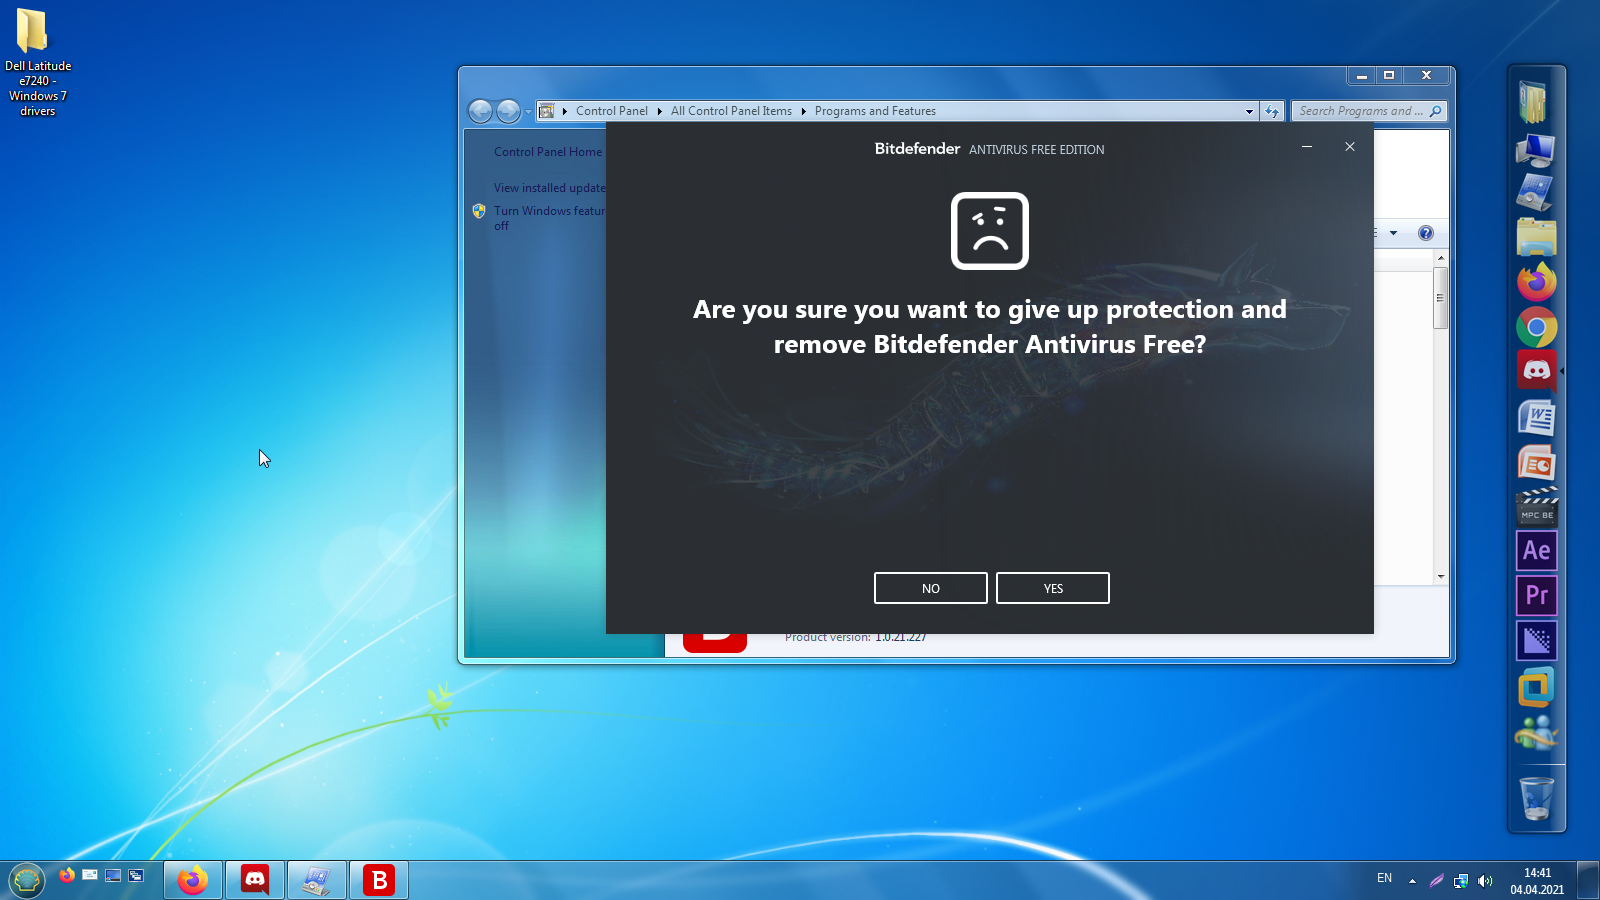 Dell Latitude
e7240 -
Windows 7
drivers
Control Panel
All Control Panel Items
Programs and Features
Search Programs and ...
Control Panel Home
View installed update
Turn Windows featur
off
Bitdefender ANTIVIRUS FREE EDITION
Are you sure you want to give up protection and
remove Bitdefender Antivirus Free?
NO
YES
Product version: 1.0.21.227
MPC BE
Ae
Pr
B
EN
14:41
04.04.2021